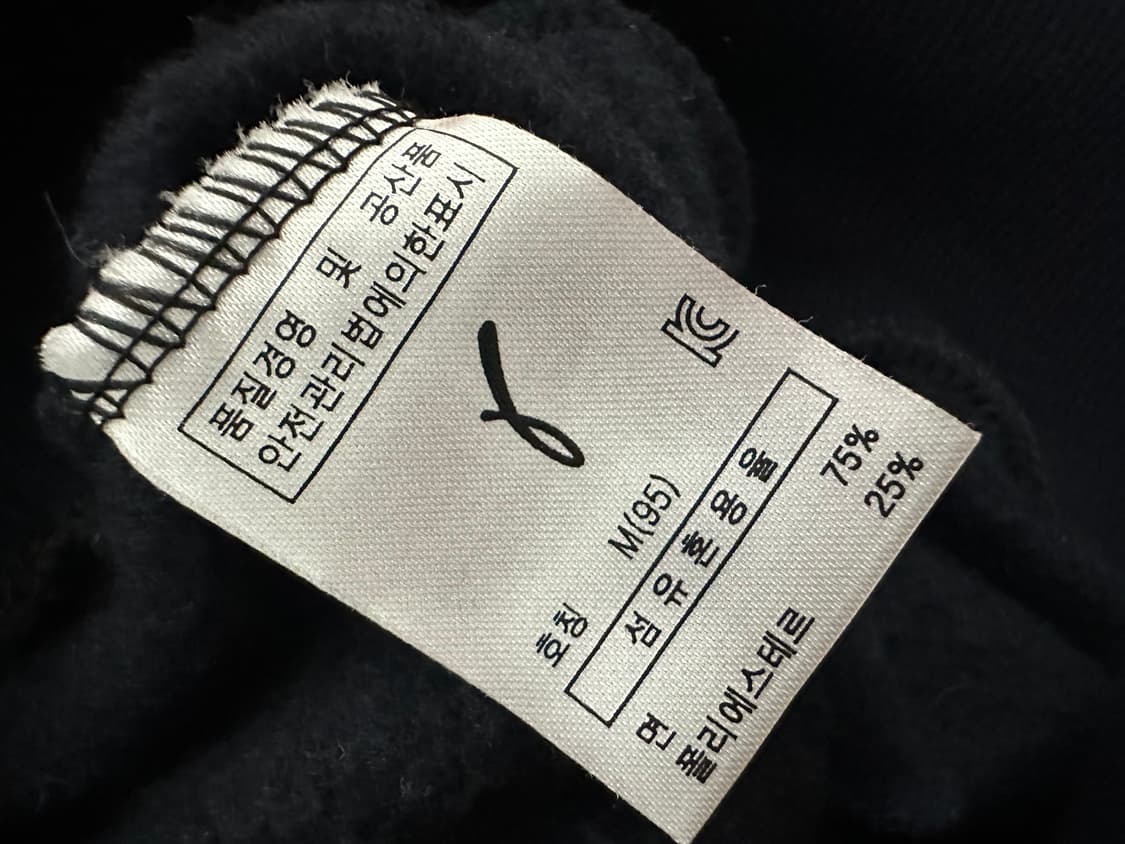 품질경영 및 공산품
안전관리법에의한표시
호칭 M(95)
섬유혼용율
면 75%
폴리에스테르 25%